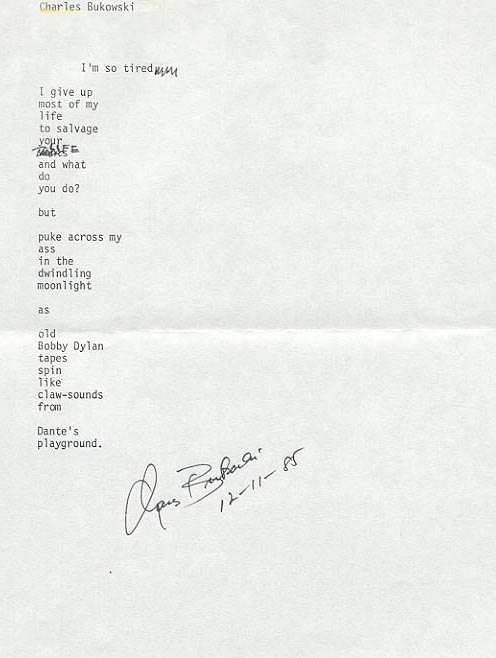 Charles Bukowski
I'm so tired
I give up
most of my
life
to salvage
your
LIFE
and what
do
you do?
but
puke across my
ass
in the
dwindling
moonlight
as
old
Bobby Dylan
tapes
spin
like
claw-sounds
from
Dante's
playground.
Charles Bukowski
12-11-85